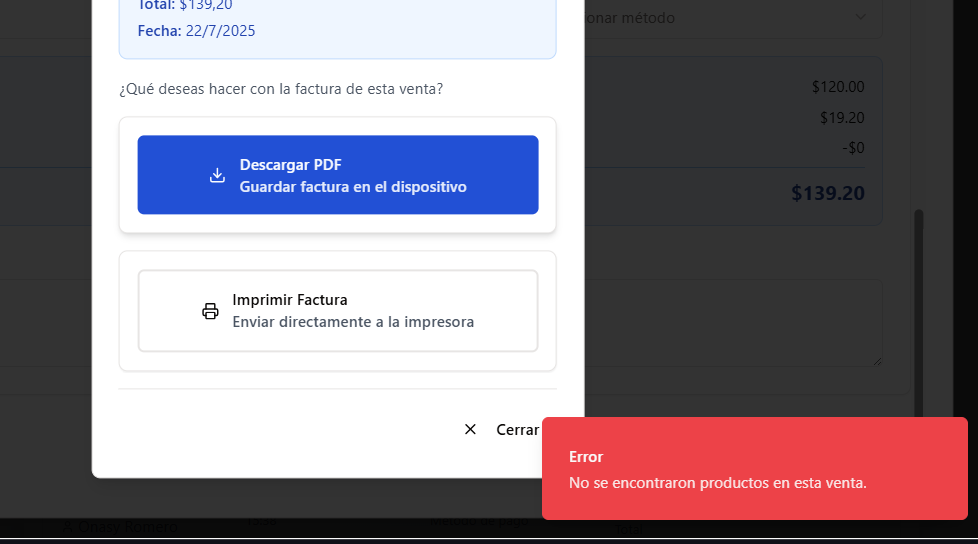 Total: $139,20
Fecha: 22/7/2025
onar método
¿Qué deseas hacer con la factura de esta venta?
$120.00
$19.20
-$0
$139.20
Descargar PDF
Guardar factura en el dispositivo
Imprimir Factura
Enviar directamente a la impresora
Cerrar
Error
No se encontraron productos en esta venta.